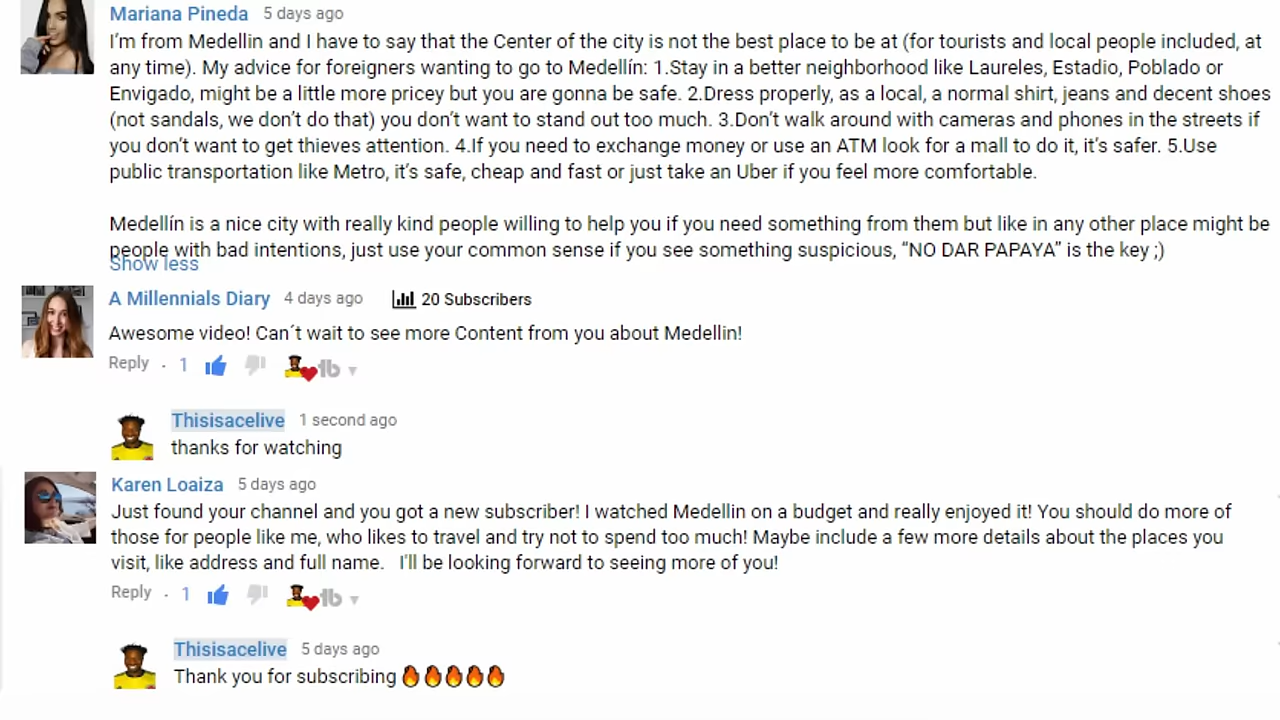 Mariana Pineda 5 days ago
I'm from Medellin and I have to say that the Center of the city is not the best place to be at (for tourists and local people included, at
any time). My advice for foreigners wanting to go to Medellín: 1.Stay in a better neighborhood like Laureles, Estadio, Poblado or
Envigado, might be a little more pricey but you are gonna be safe. 2.Dress properly, as a local, a normal shirt, jeans and decent shoes
(not sandals, we don't do that) you don't want to stand out too much. 3.Don't walk around with cameras and phones in the streets if
you don't want to get thieves attention. 4.If you need to exchange money or use an ATM look for a mall to do it, it's safer. 5.Use
public transportation like Metro, it's safe, cheap and fast or just take an Uber if you feel more comfortable.
Medellín is a nice city with really kind people willing to help you if you need something from them but like in any other place might be
people with bad intentions, just use your common sense if you see something suspicious, “NO DAR PAPAYA” is the key ;)
Show less
A Millennials Diary 4 days ago 20 Subscribers
Awesome video! Can´t wait to see more Content from you about Medellin!
Reply · 1 tb
Thisisacelive 1 second ago
thanks for watching
Karen Loaiza 5 days ago
Just found your channel and you got a new subscriber! I watched Medellin on a budget and really enjoyed it! You should do more of
those for people like me, who likes to travel and try not to spend too much! Maybe include a few more details about the places you
visit, like address and full name. I'll be looking forward to seeing more of you!
Reply · 1 tb
Thisisacelive 5 days ago
Thank you for subscribing 🔥🔥🔥🔥🔥